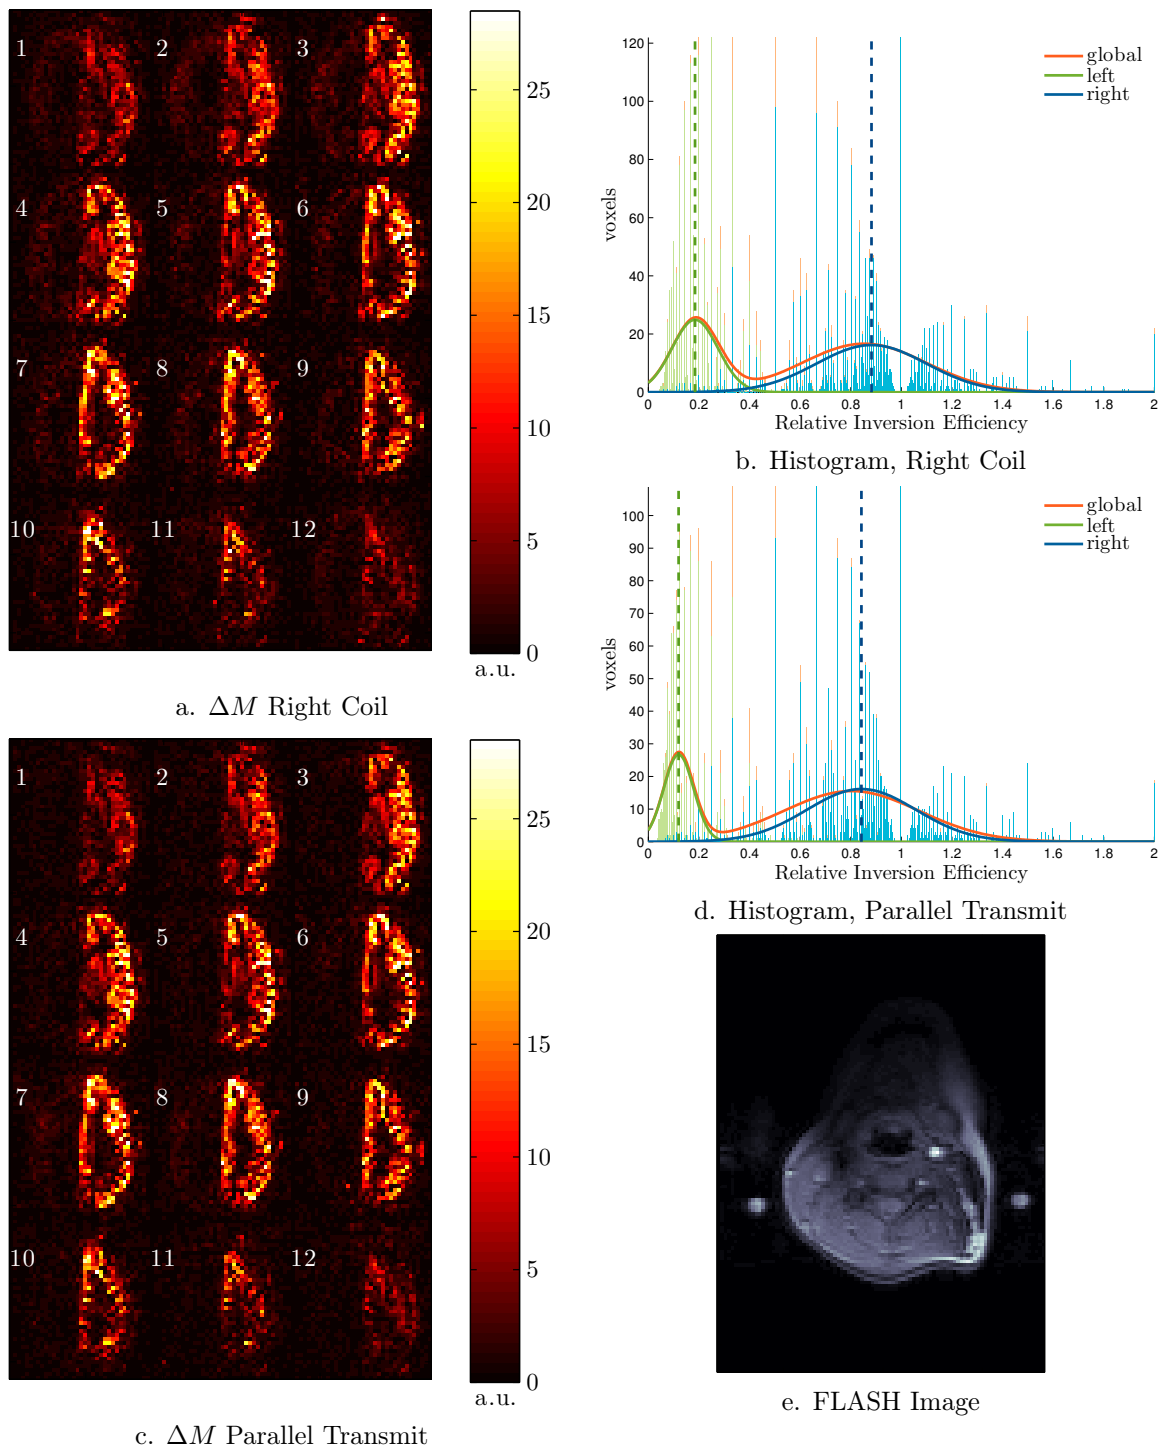 1 2 3
4 5 6
7 8 9
10 11 12
25
20
15
10
5
0
a.u.
a. ΔM Right Coil
120
100
80
60
40
20
0
voxels
0 0.2 0.4 0.6 0.8 1 1.2 1.4 1.6 1.8 2
Relative Inversion Efficiency
global
left
right
b. Histogram, Right Coil
1 2 3
4 5 6
7 8 9
10 11 12
25
20
15
10
5
0
a.u.
c. ΔM Parallel Transmit
100
90
80
70
60
50
40
30
20
10
0
voxels
0 0.2 0.4 0.6 0.8 1 1.2 1.4 1.6 1.8 2
Relative Inversion Efficiency
global
left
right
d. Histogram, Parallel Transmit
e. FLASH Image